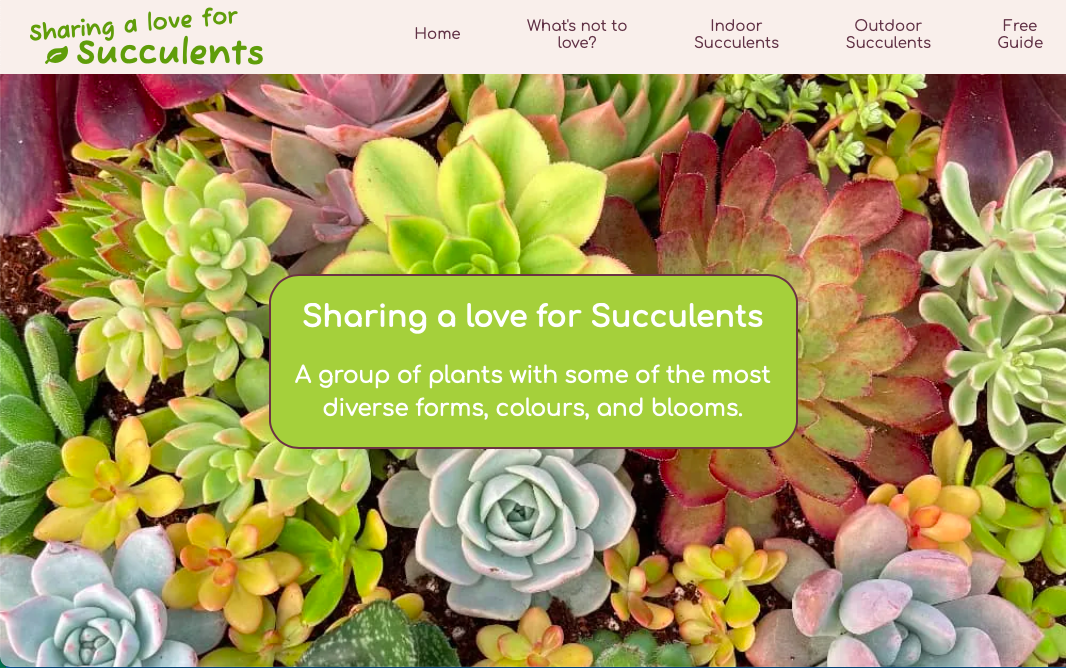 Sharing a love for
Succulents
Home
What's not to
love?
Indoor
Succulents
Outdoor
Succulents
Free
Guide
Sharing a love for Succulents
A group of plants with some of the most
diverse forms, colours, and blooms.